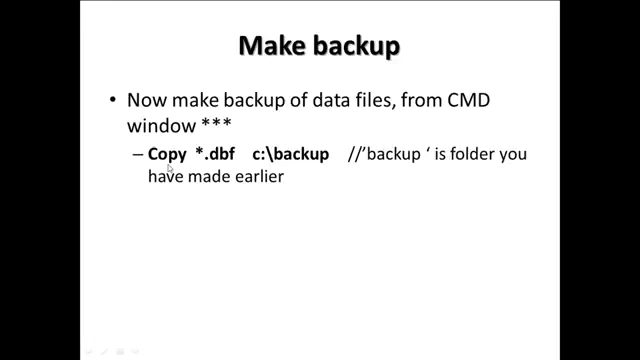 Make backup
• Now make backup of data files, from CMD
window ***
– Copy *.dbf c:\backup //’backup ‘ is folder you
have made earlier